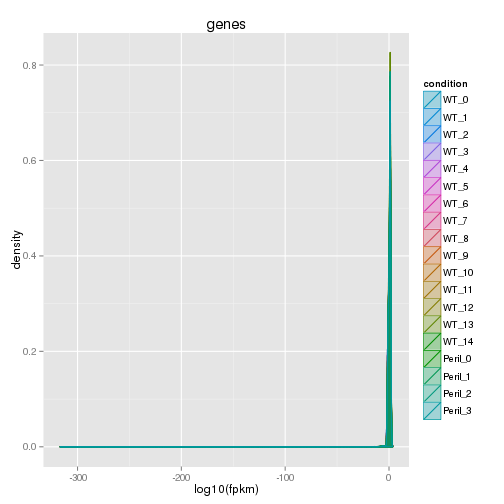 genes
density
0.8
0.6
0.4
0.2
0.0
-300
-200
-100
0
log10(fpkm)
condition
WT_0
WT_1
WT_2
WT_3
WT_4
WT_5
WT_6
WT_7
WT_8
WT_9
WT_10
WT_11
WT_12
WT_13
WT_14
Peril_0
Peril_1
Peril_2
Peril_3